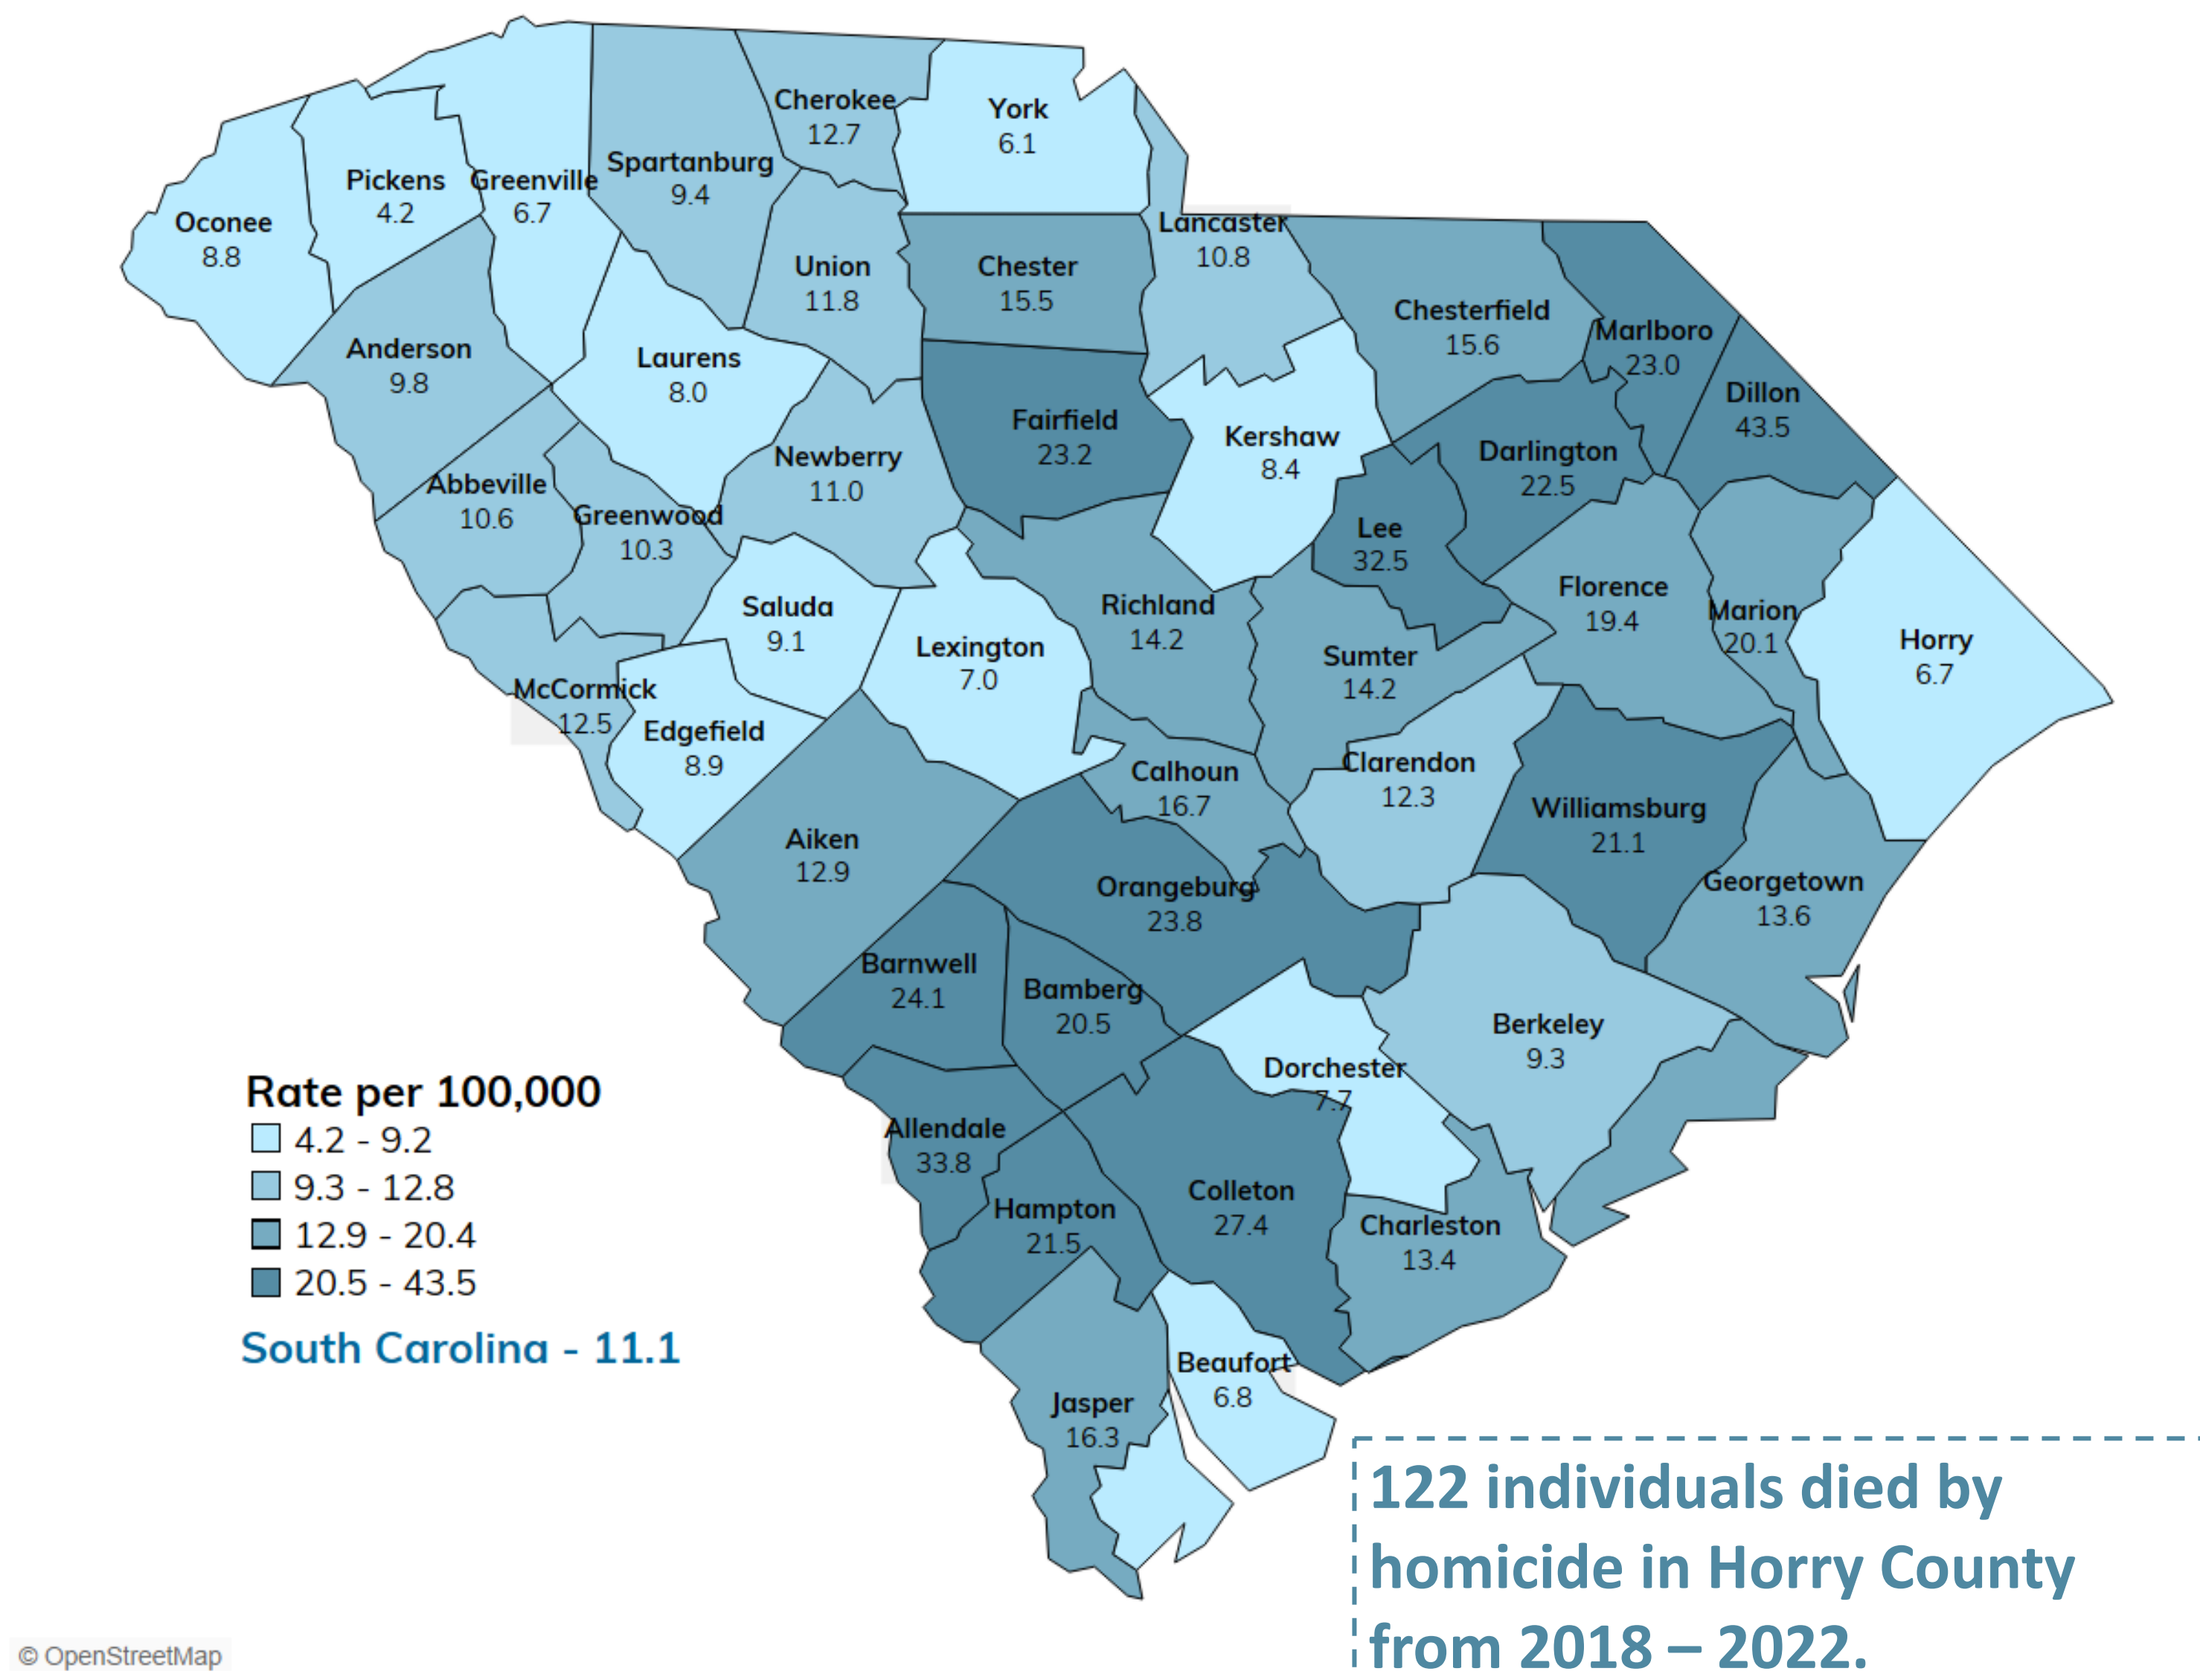 Cherokee
12.7
York
6.1
Spartanburg
9.4
Pickens
4.2
Greenville
6.7
Oconee
8.8
Lancaster
10.8
Union
11.8
Chester
15.5
Chesterfield
15.6
Marlboro
23.0
Anderson
9.8
Laurens
8.0
Dillon
43.5
Fairfield
23.2
Kershaw
8.4
Darlington
22.5
Newberry
11.0
Abbeville
10.6
Greenwood
10.3
Lee
32.5
Florence
19.4
Marion
20.1
Saluda
9.1
Richland
14.2
Lexington
7.0
Sumter
14.2
Horry
6.7
McCormick
12.5
Edgefield
8.9
Calhoun
16.7
Clarendon
12.3
Williamsburg
21.1
Aiken
12.9
Orangeburg
23.8
Georgetown
13.6
Barnwell
24.1
Bamberg
20.5
Berkeley
9.3
Dorchester
7.7
Allendale
33.8
Hampton
21.5
Colleton
27.4
Charleston
13.4
Beaufort
6.8
Jasper
16.3
Rate per 100,000
4.2 - 9.2
9.3 - 12.8
12.9 - 20.4
20.5 - 43.5
South Carolina - 11.1
122 individuals died by
homicide in Horry County
from 2018 – 2022.
© OpenStreetMap